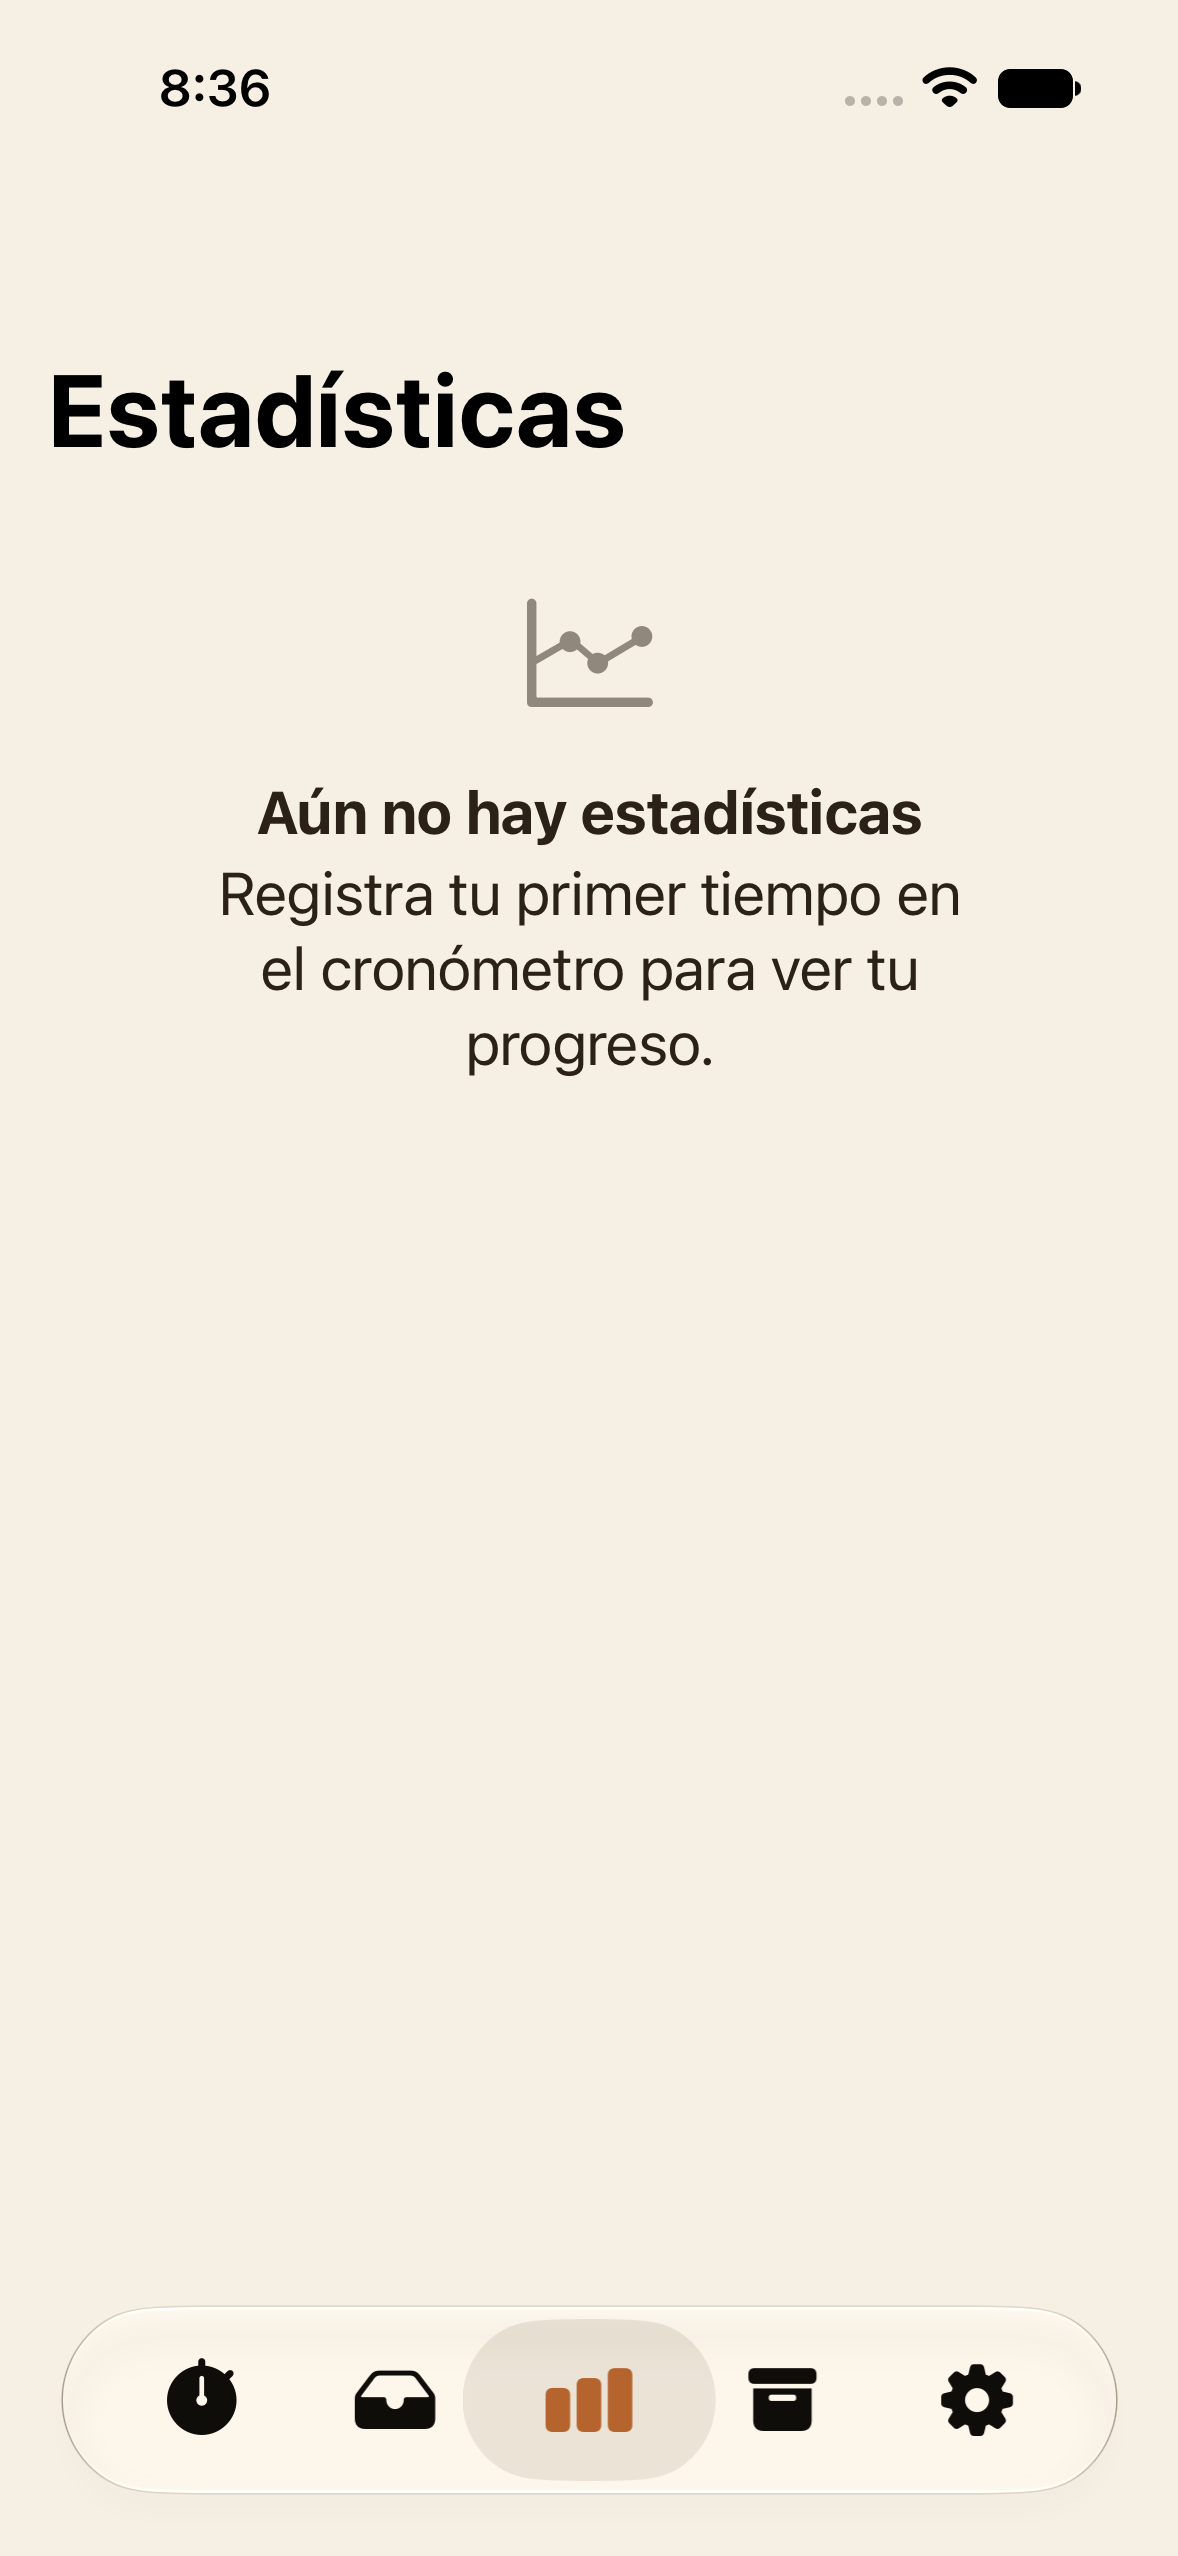 8:36
Estadísticas
Aún no hay estadísticas
Registra tu primer tiempo en
el cronómetro para ver tu
progreso.